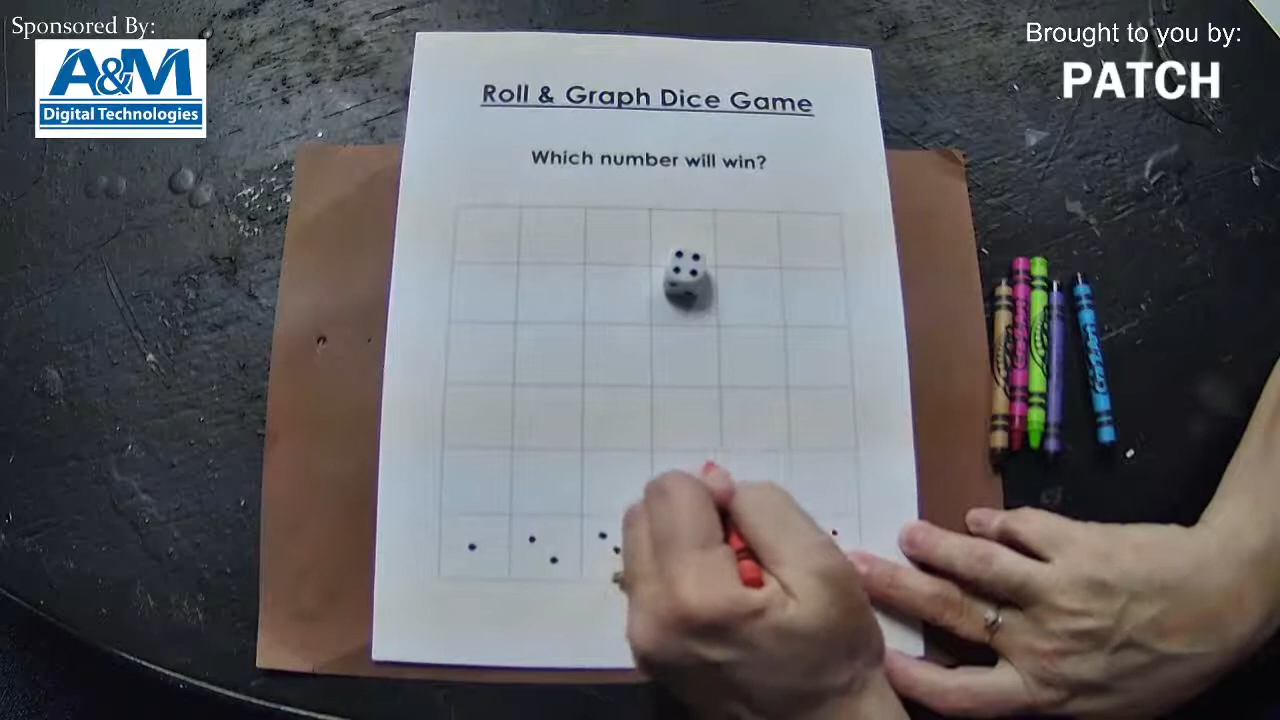 Sponsored By:
A&M
Digital Technologies
Brought to you by:
PATCH
Roll & Graph Dice Game
Which number will win?